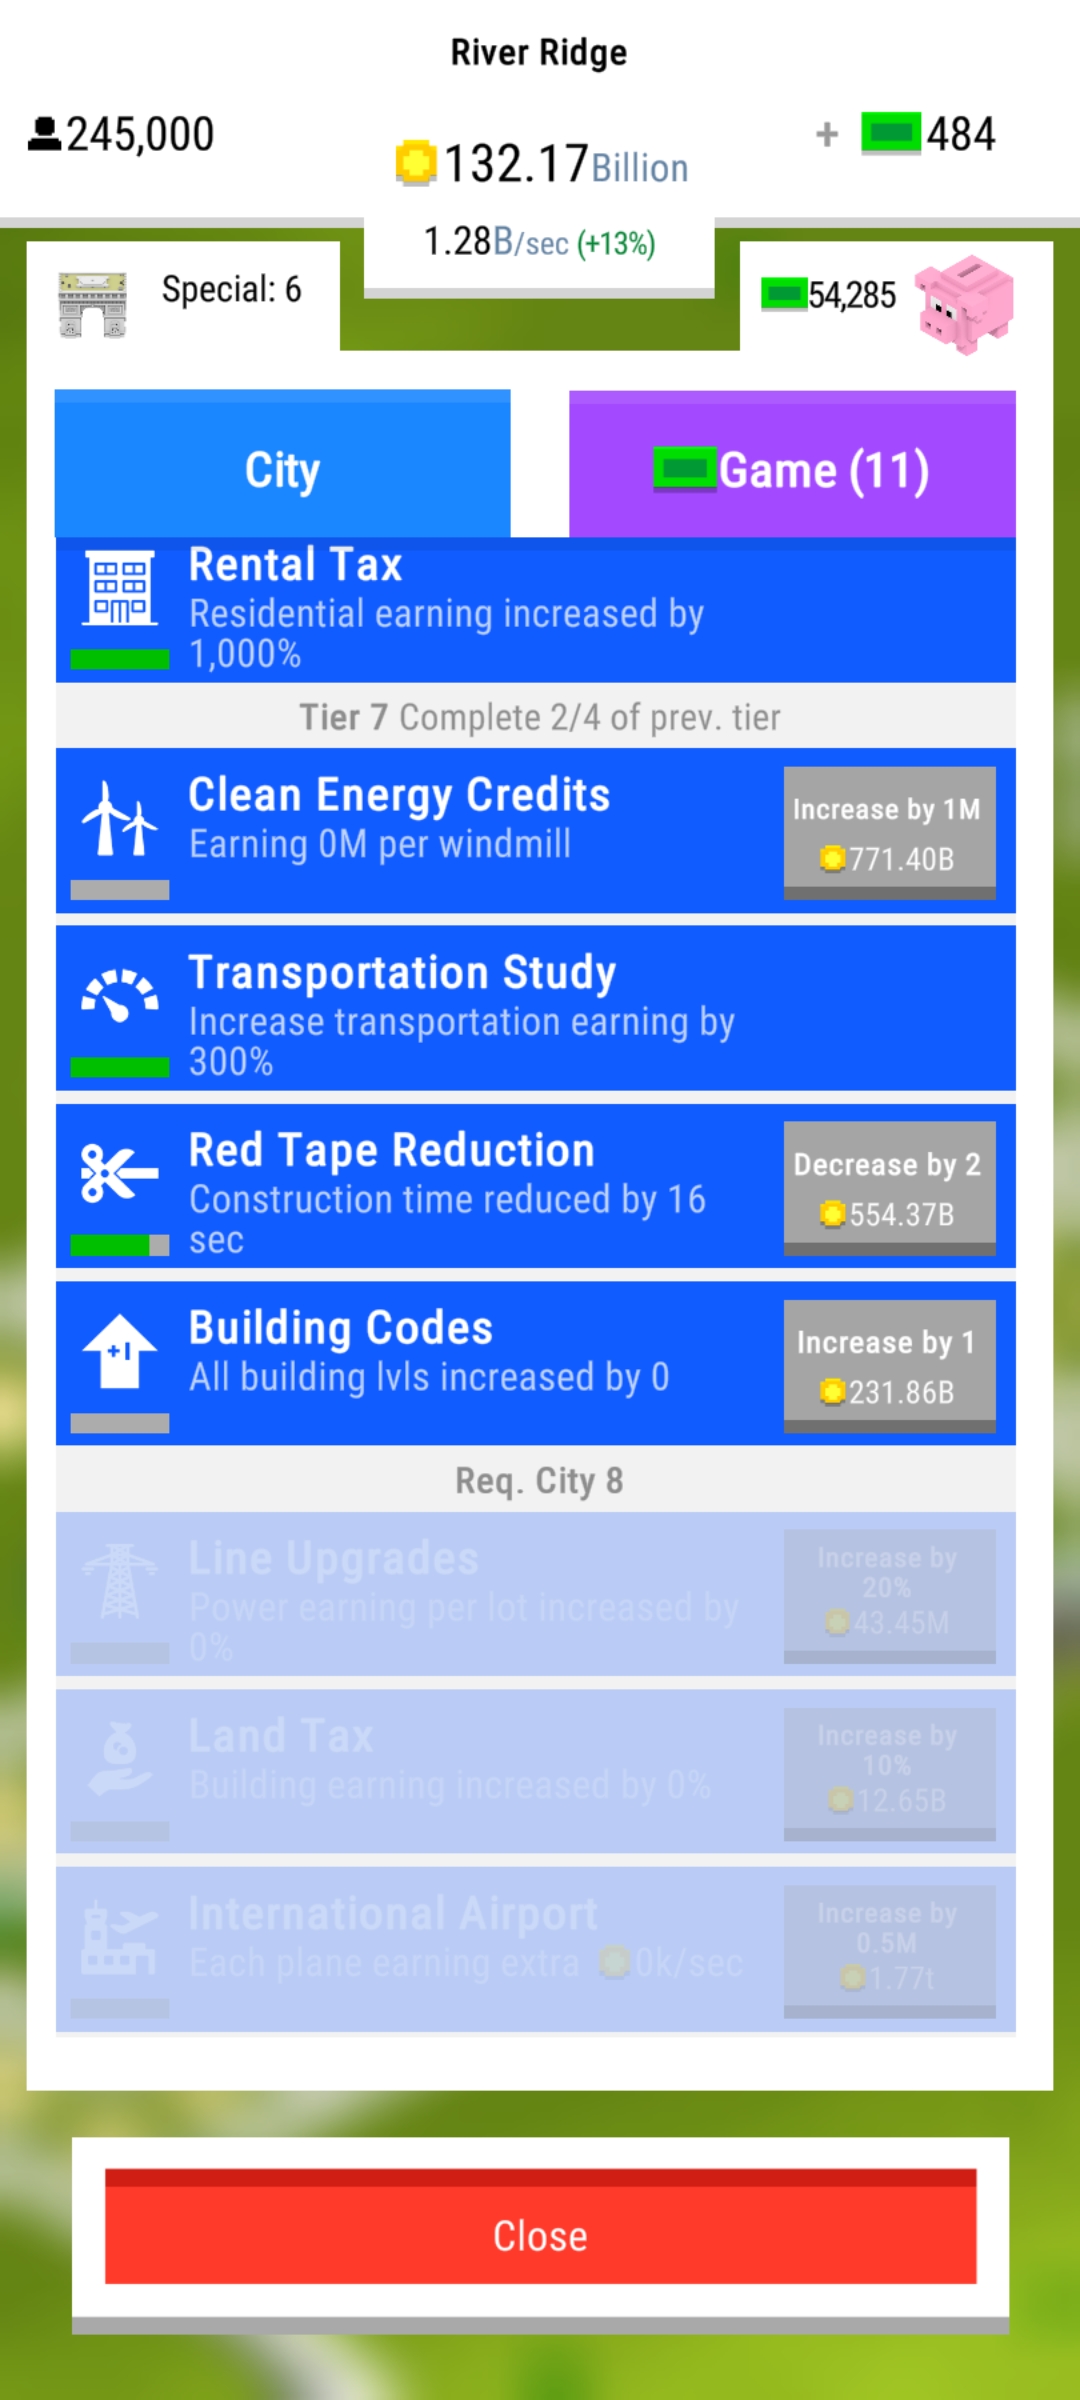 River Ridge
245,000
132.17Billion
+ 484
1.28B/sec (+13%)
Special: 6
54,285
City
Game (11)
Rental Tax
Residential earning increased by
1,000%
Tier 7 Complete 2/4 of prev. tier
Clean Energy Credits
Earning 0M per windmill
Increase by 1M
771.40B
Transportation Study
Increase transportation earning by
300%
Red Tape Reduction
Construction time reduced by 16
sec
Decrease by 2
554.37B
+1
Building Codes
All building lvls increased by 0
Increase by 1
231.86B
Req. City 8
Line Upgrades
Power earning per lot increased by
0%
Increase by
20%
43.45M
Land Tax
Building earning increased by 0%
Increase by
10%
12.65B
International Airport
Each plane earning extra 0k/sec
Increase by
0.5M
1.77t
Close